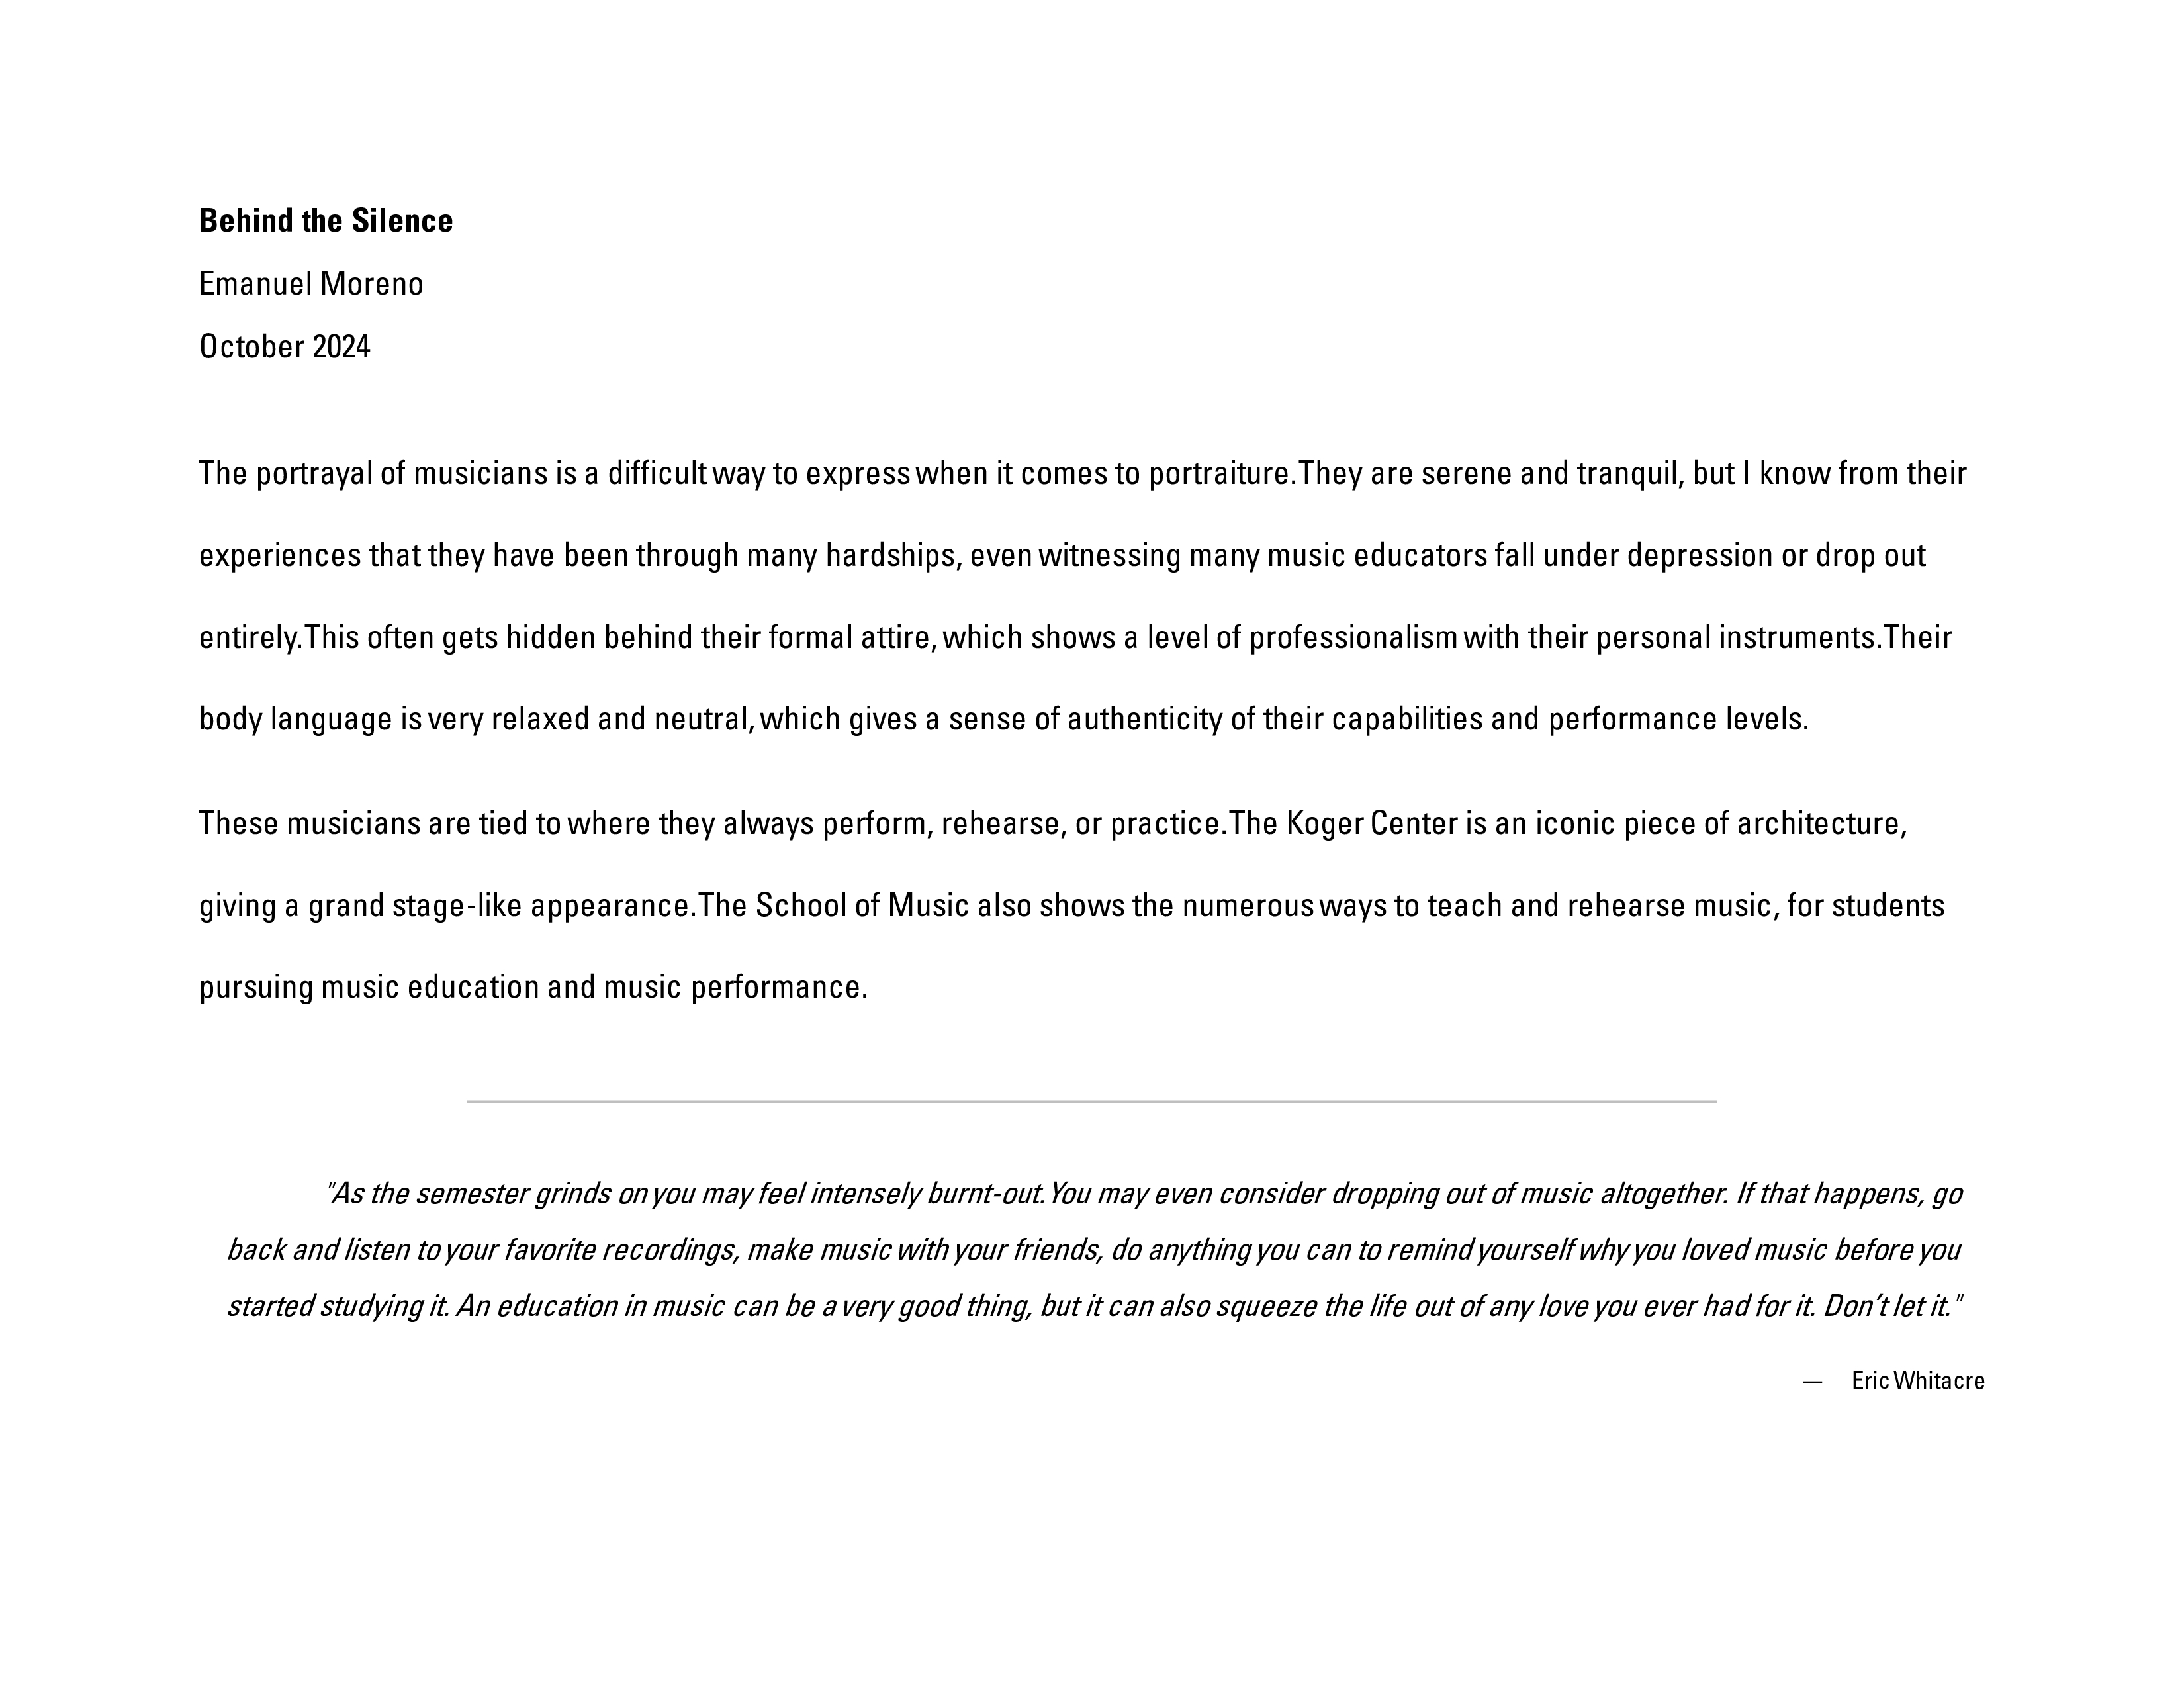 Behind the Silence
Emanuel Moreno
October 2024
The portrayal of musicians is a difficult way to express when it comes to portraiture. They are serene and tranquil, but I know from their
experiences that they have been through many hardships, even witnessing many music educators fall under depression or drop out
entirely. This often gets hidden behind their formal attire, which shows a level of professionalism with their personal instruments. Their
body language is very relaxed and neutral, which gives a sense of authenticity of their capabilities and performance levels.
These musicians are tied to where they always perform, rehearse, or practice. The Koger Center is an iconic piece of architecture,
giving a grand stage-like appearance. The School of Music also shows the numerous ways to teach and rehearse music, for students
pursuing music education and music performance.
"As the semester grinds on you may feel intensely burnt-out. You may even consider dropping out of music altogether. If that happens, go
back and listen to your favorite recordings, make music with your friends, do anything you can to remind yourself why you loved music before you
started studying it. An education in music can be a very good thing, but it can also squeeze the life out of any love you ever had for it. Don’t let it."
— Eric Whitacre